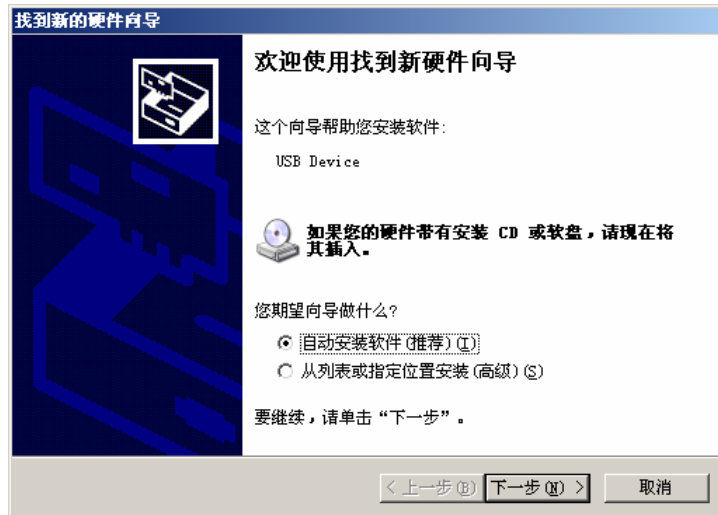 找到新的硬件向导
欢迎使用找到新硬件向导
这个向导帮助您安装软件:
USB Device
如果您的硬件带有安装 CD 或软盘，请现在将
其插入。
您期望向导做什么?
自动安装软件(推荐)(I)
从列表或指定位置安装(高级)(S)
要继续，请单击“下一步”。
< 上一步(B) 下一步(N) > 取消